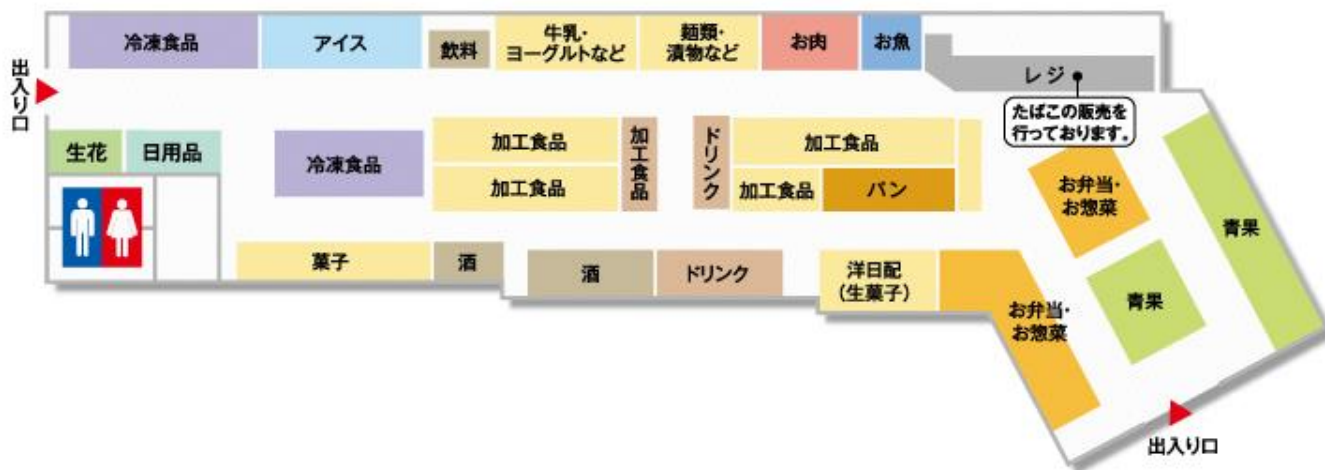 冷凍食品
アイス
飲料
牛乳・
ヨーグルトなど
麺類・
漬物など
お肉
お魚
レジ
たばこの販売を
行っております。
出入り口
生花
日用品
冷凍食品
加工食品
加工食品
加工食品
ドリンク
加工食品
加工食品
パン
お弁当・
お惣菜
青果
菓子
酒
酒
ドリンク
洋日配
(生菓子)
お弁当・
お惣菜
青果
出入り口